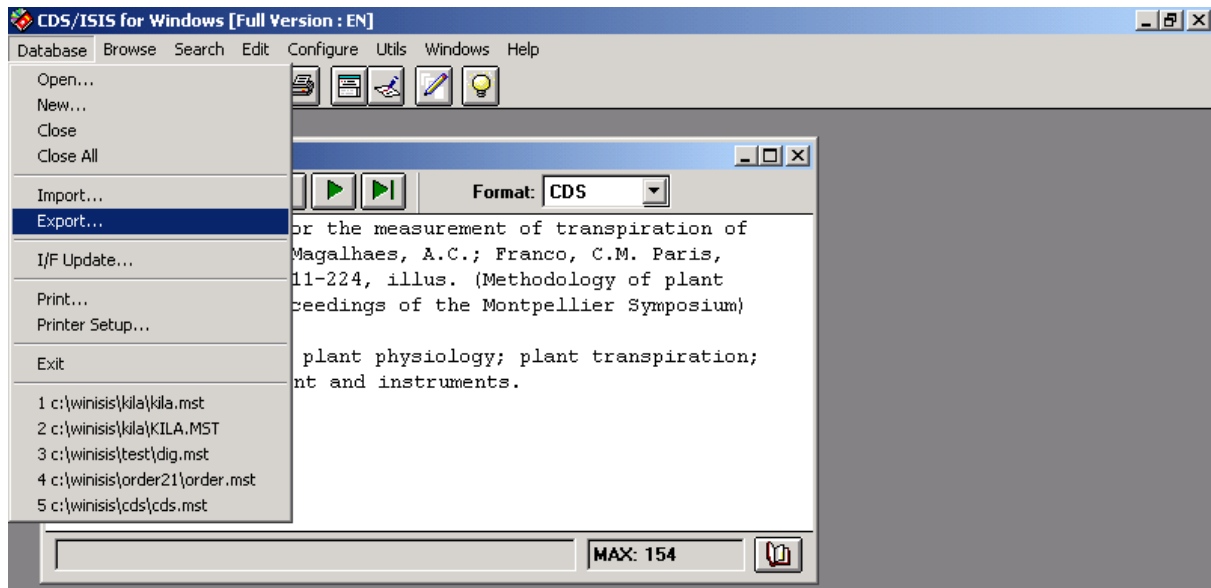 CDS/ISIS for Windows [Full Version : EN]
Database Browse Search Edit Configure Utils Windows Help
Open...
New...
Close
Close All
Import...
Export...
I/F Update...
Print...
Printer Setup...
Exit
1 c:\winisis\kila\kila.mst
2 c:\winisis\kila\KILA.MST
3 c:\winisis\test\dig.mst
4 c:\winisis\order21\order.mst
5 c:\winisis\cds\cds.mst
Format: CDS
or the measurement of transpiration of
Magalhaes, A.C.; Franco, C.M. Paris,
11-224, illus. (Methodology of plant
ceedings of the Montpellier Symposium)
plant physiology; plant transpiration;
nt and instruments.
MAX: 154